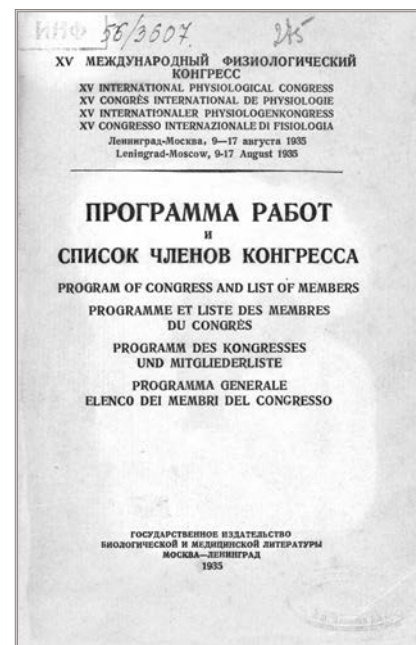 ИНФ 56/3607. 275
XV МЕЖДУНАРОДНЫЙ ФИЗИОЛОГИЧЕСКИЙ
КОНГРЕСС
XV INTERNATIONAL PHYSIOLOGICAL CONGRESS
XV CONGRÈS INTERNATIONAL DE PHYSIOLOGIE
XV INTERNATIONALER PHYSIOLOGENKONGRESS
XV CONGRESSO INTERNAZIONALE DI FISIOLOGIA
Ленинград-Москва, 9—17 августа 1935
Leningrad-Moscow, 9-17 August 1935
ПРОГРАММА РАБОТ
И
СПИСОК ЧЛЕНОВ КОНГРЕССА
PROGRAM OF CONGRESS AND LIST OF MEMBERS
PROGRAMME ET LISTE DES MEMBRES
DU CONGRÈS
PROGRAMM DES KONGRESSES
UND MITGLIEDERLISTE
PROGRAMMA GENERALE
ELENCO DEI MEMBRI DEL CONGRESSO
ГОСУДАРСТВЕННОЕ ИЗДАТЕЛЬСТВО
БИОЛОГИЧЕСКОЙ И МЕДИЦИНСКОЙ ЛИТЕРАТУРЫ
МОСКВА—ЛЕНИНГРАД
1935